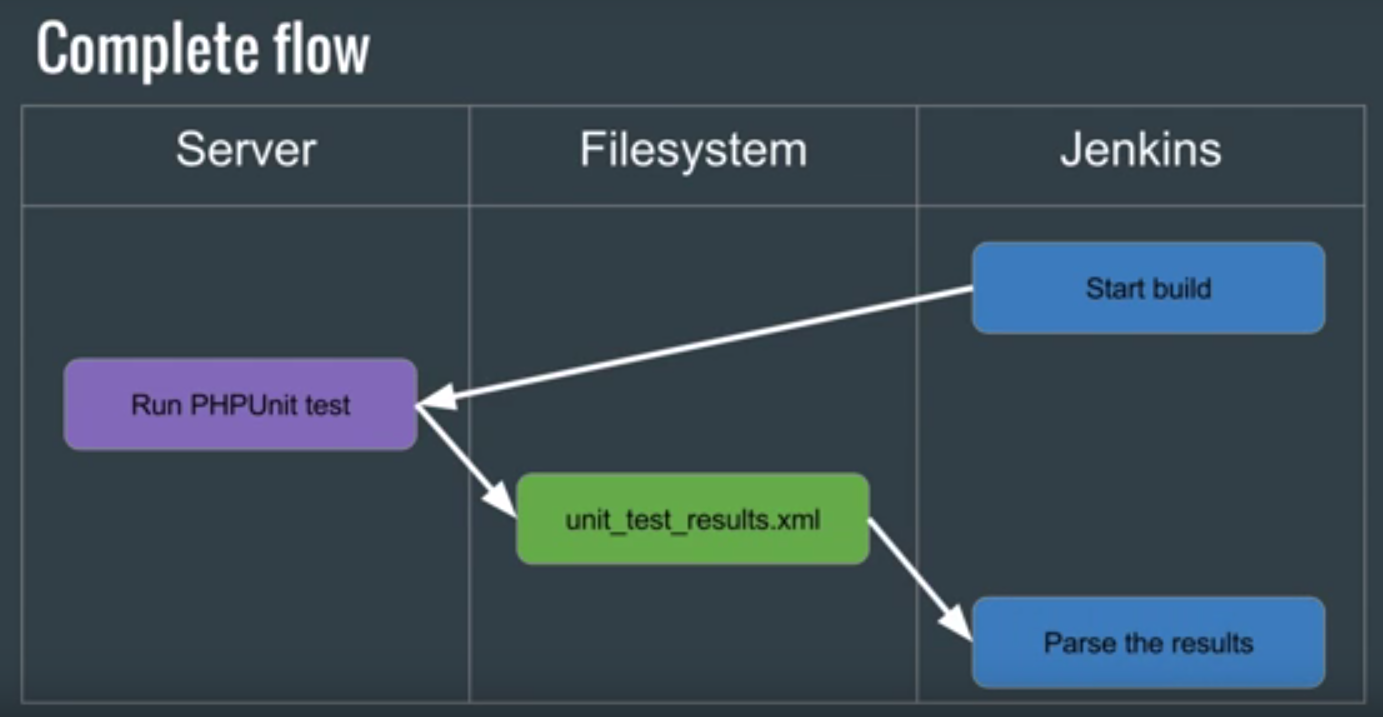 Complete flow
Server
Filesystem
Jenkins
Start build
Run PHPUnit test
unit_test_results.xml
Parse the results